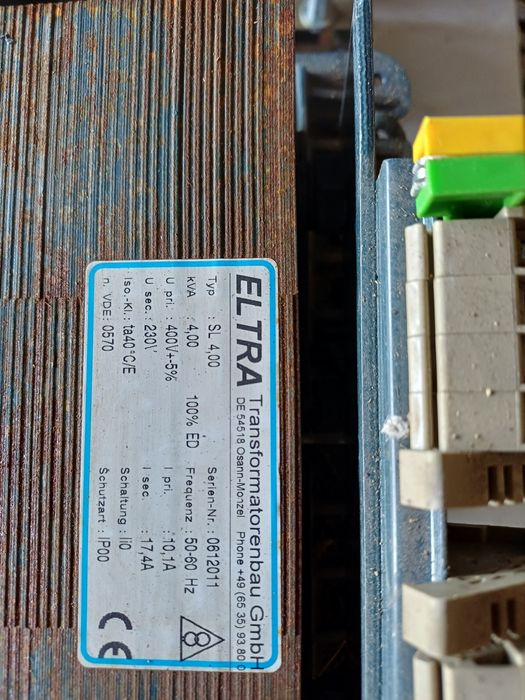 ELTRA Transformatorenbau GmbH
DE 54518 Osann-Monzel Phone +49 (65 35) 93 80 0
Typ : SL 4,00 Serien-Nr. : 0612011
kVA : 4,00 100% ED Frequenz : 50-60 Hz
U pri. : 400V+-5% I pri. : 10,1A
U sec. : 230V I sec. : 17,4A
Iso.-Kl.: ta40°C/E Schaltung : Ii0
n. VDE: 0570 Schutzart : IP00
CE